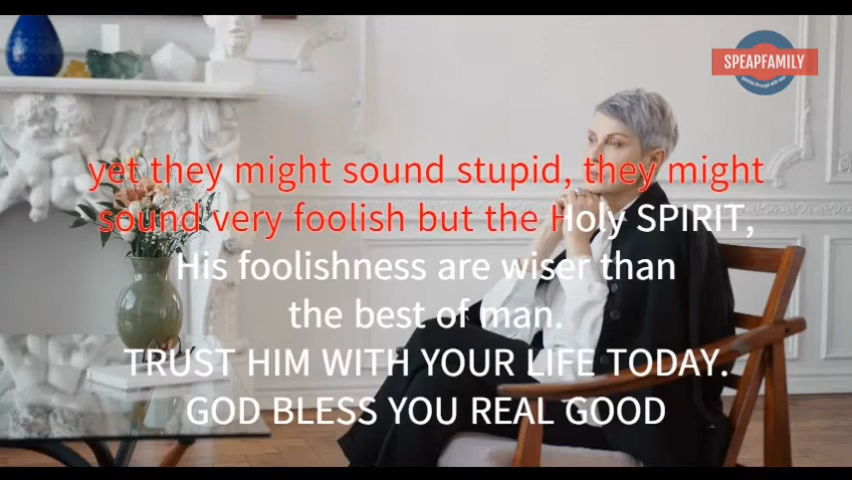 SPEAPFAMILY
yet they might sound stupid, they might
sound very foolish but the Holy SPIRIT,
His foolishness are wiser than
the best of man.
TRUST HIM WITH YOUR LIFE TODAY.
GOD BLESS YOU REAL GOOD